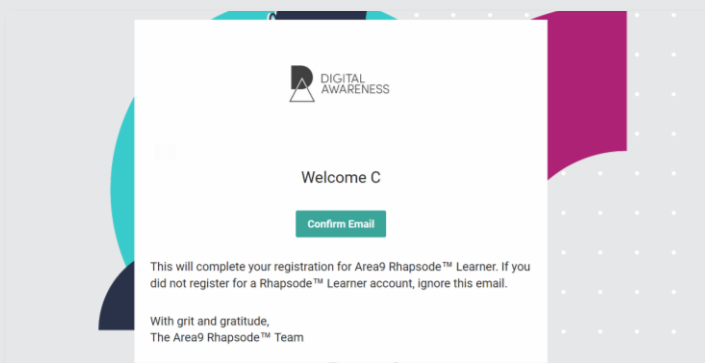 DIGITAL
AWARENESS
Welcome C
Confirm Email
This will complete your registration for Area9 Rhapsode™ Learner. If you
did not register for a Rhapsode™ Learner account, ignore this email.
With grit and gratitude,
The Area9 Rhapsode™ Team